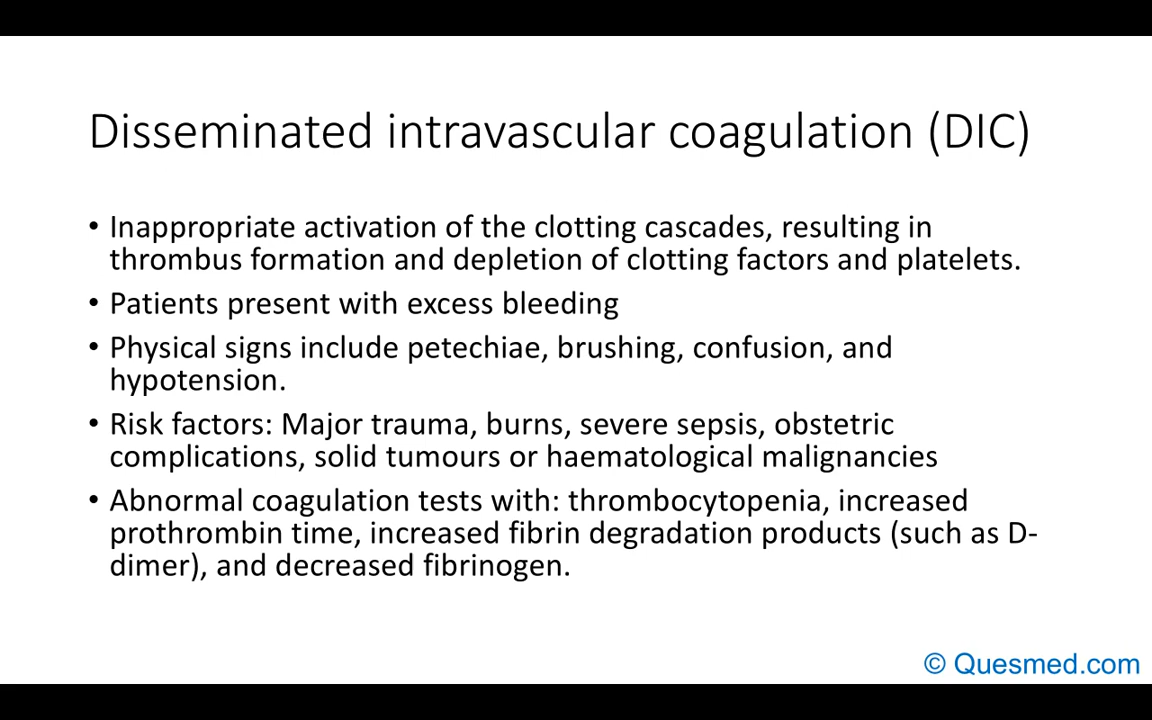 Disseminated intravascular coagulation (DIC)
• Inappropriate activation of the clotting cascades, resulting in
thrombus formation and depletion of clotting factors and platelets.
• Patients present with excess bleeding
• Physical signs include petechiae, brushing, confusion, and
hypotension.
• Risk factors: Major trauma, burns, severe sepsis, obstetric
complications, solid tumours or haematological malignancies
• Abnormal coagulation tests with: thrombocytopenia, increased
prothrombin time, increased fibrin degradation products (such as D-
dimer), and decreased fibrinogen.
© Quesmed.com